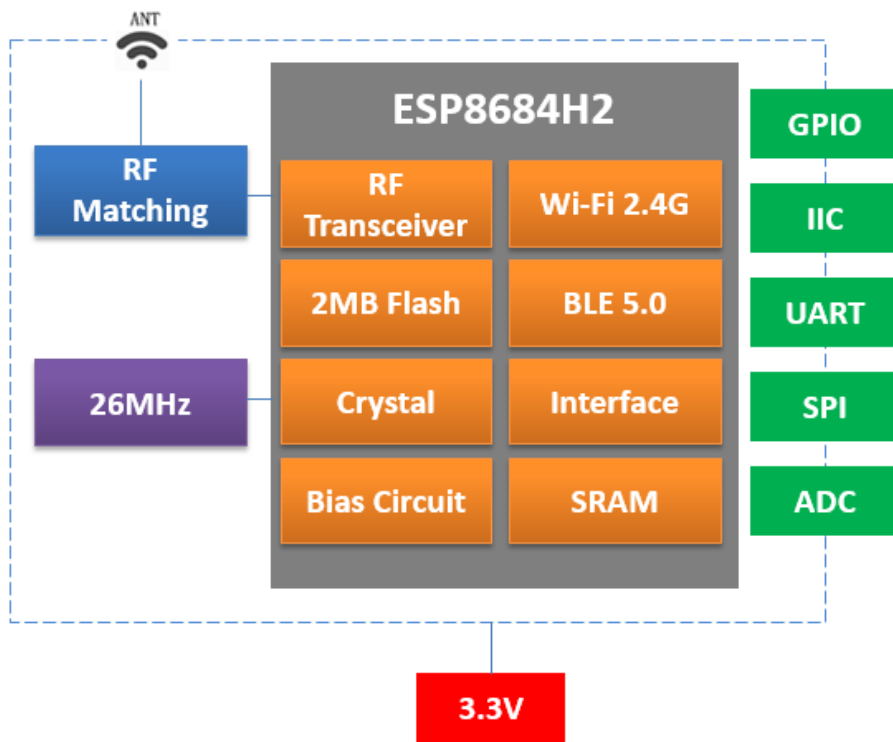 ANT
ESP8684H2
RF
Matching
RF
Transceiver
Wi-Fi 2.4G
2MB Flash
BLE 5.0
26MHz
Crystal
Interface
Bias Circuit
SRAM
GPIO
IIC
UART
SPI
ADC
3.3V